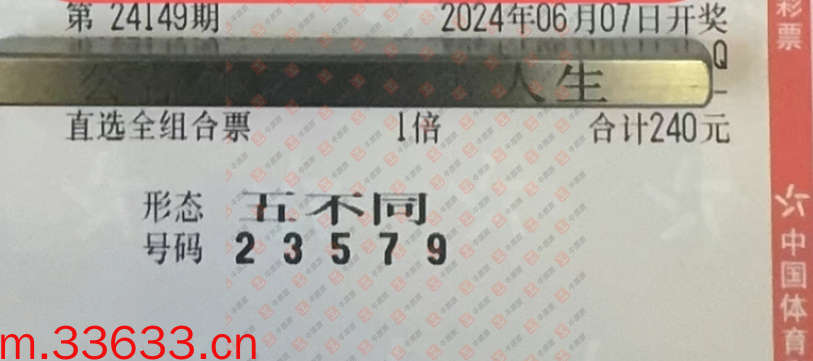 第 24149期 2024年06月07日开奖
Q
人生
直选全组合票 1倍 合计240元
形态 五不同
号码 2 3 5 7 9
m.33633.cn
彩票
中国体育